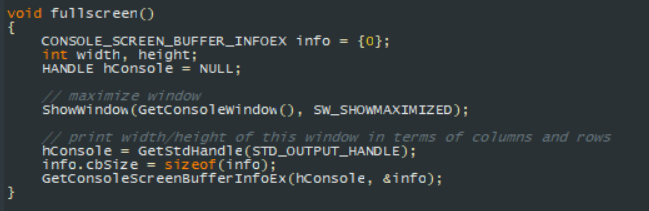 void fullscreen()
{
    CONSOLE_SCREEN_BUFFER_INFOEX info = {0};
    int width, height;
    HANDLE hConsole = NULL;

    // maximize window
    ShowWindow(GetConsoleWindow(), SW_SHOWMAXIMIZED);

    // print width/height of this window in terms of columns and rows
    hConsole = GetStdHandle(STD_OUTPUT_HANDLE);
    info.cbSize = sizeof(info);
    GetConsoleScreenBufferInfoEx(hConsole, &info);
}